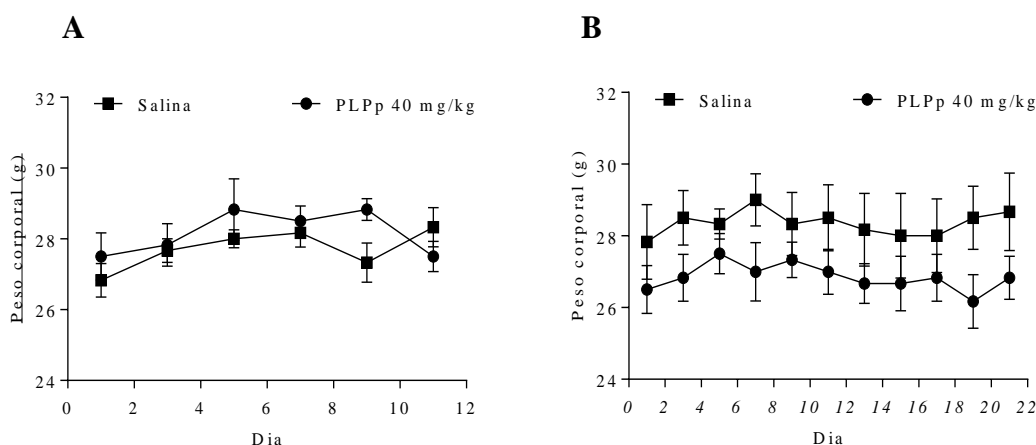 A
Salina
PLPp 40 mg/kg
Peso corporal (g)
32
30
28
26
24
0 2 4 6 8 10 12
Dia
B
Salina
PLPp 40 mg/kg
Peso corporal (g)
32
30
28
26
24
0 2 4 6 8 10 12 14 16 18 20 22
Dia